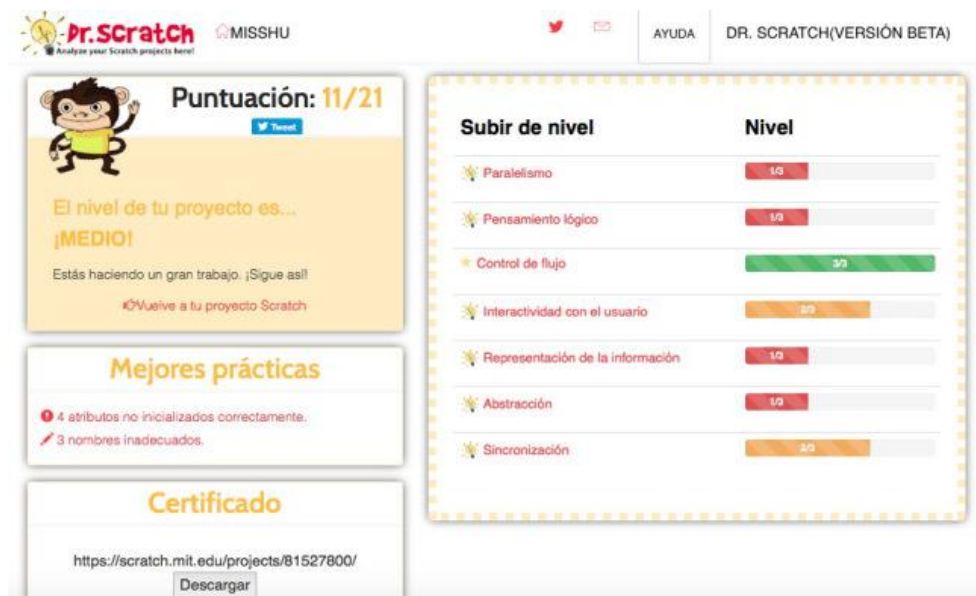 Dr.Scratch
Analyze your Scratch projects here!
MISSHU
AYUDA
DR. SCRATCH(VERSIÓN BETA)
Puntuación: 11/21
Tweet
El nivel de tu proyecto es...
¡MEDIO!
Estás haciendo un gran trabajo. ¡Sigue así!
Vuelve a tu proyecto Scratch
Mejores prácticas
4 atributos no inicializados correctamente.
3 nombres inadecuados.
Certificado
https://scratch.mit.edu/projects/81527800/
Descargar
Subir de nivel Nivel
Paralelismo 1/3
Pensamiento lógico 1/3
Control de flujo 3/3
Interactividad con el usuario 2/3
Representación de la información 1/3
Abstracción 1/3
Sincronización 2/3